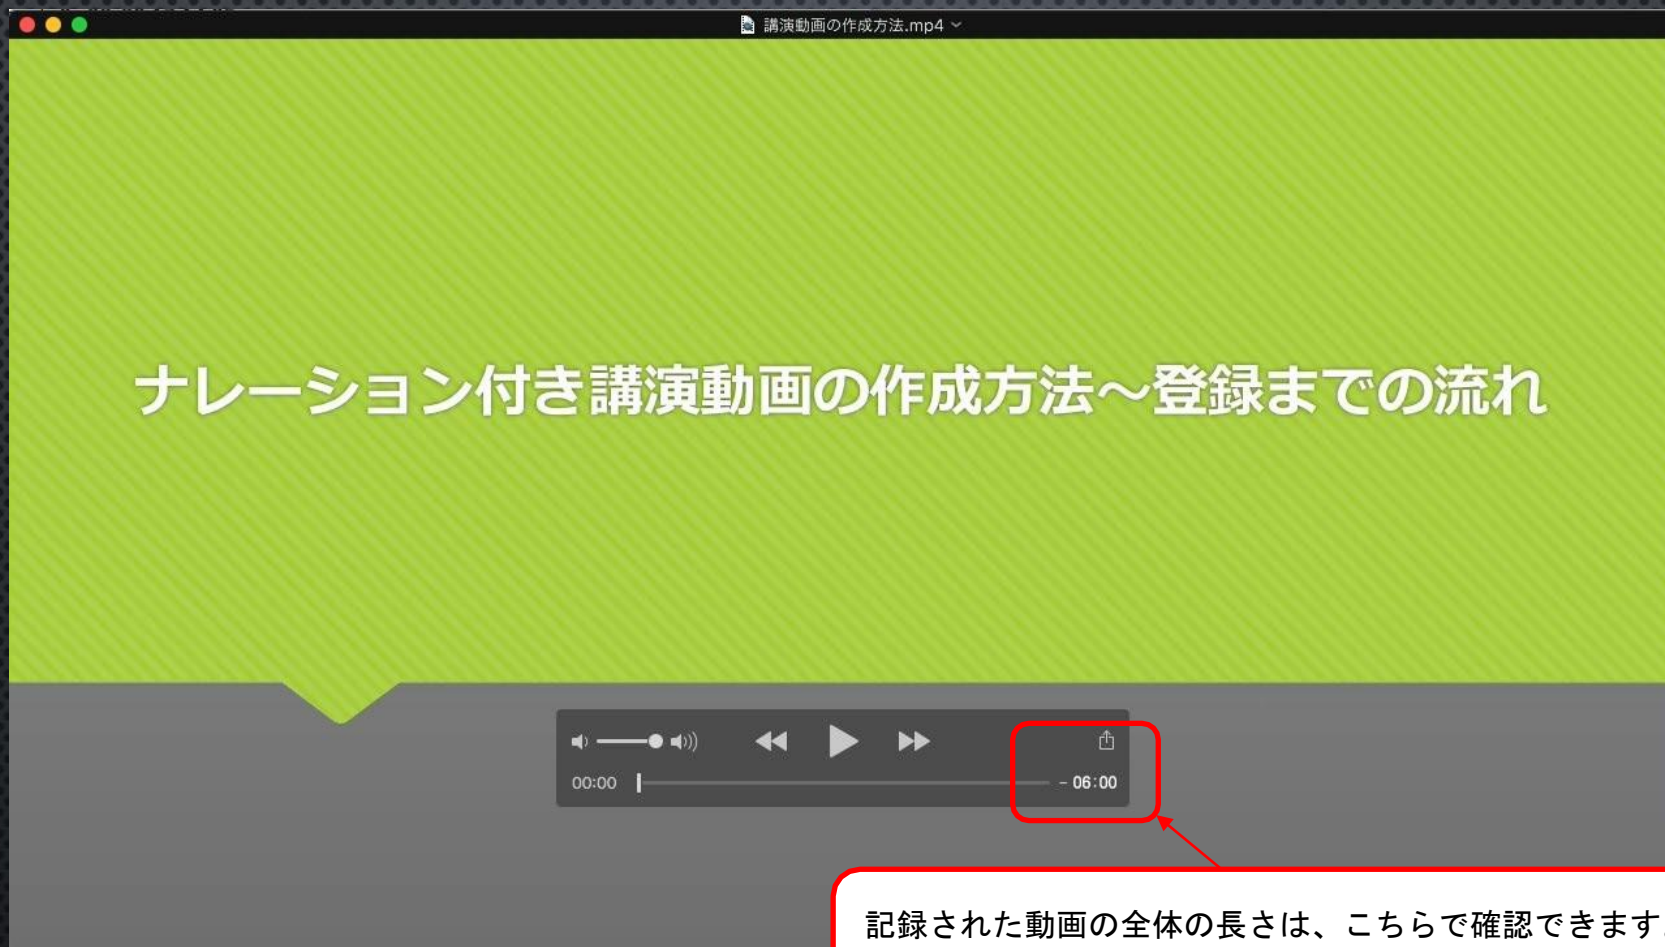 講演動画の作成方法.mp4
ナレーション付き講演動画の作成方法～登録までの流れ
00:00
- 06:00
記録された動画の全体の長さは、こちらで確認できます